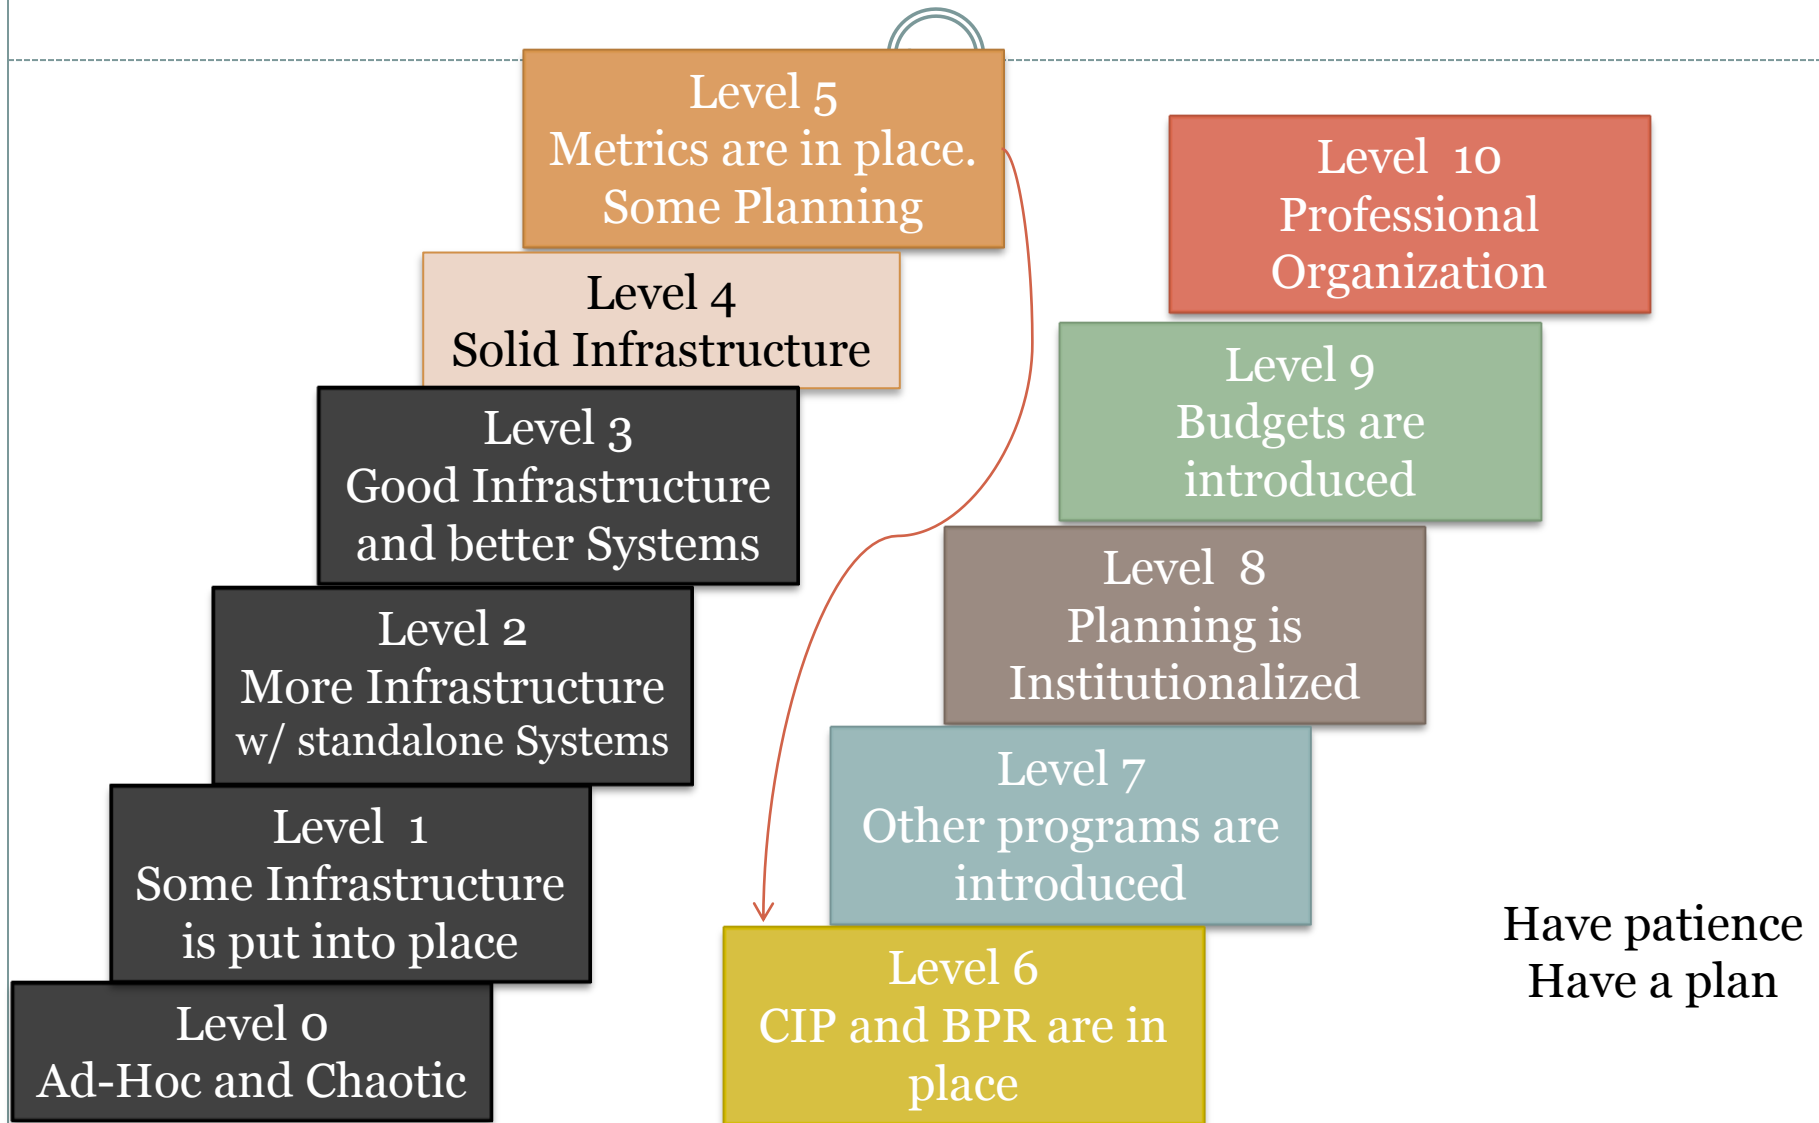 Level 5
Metrics are in place.
Some Planning
Level 4
Solid Infrastructure
Level 3
Good Infrastructure
and better Systems
Level 2
More Infrastructure
w/ standalone Systems
Level 1
Some Infrastructure
is put into place
Level 0
Ad-Hoc and Chaotic
Level 10
Professional
Organization
Level 9
Budgets are
introduced
Level 8
Planning is
Institutionalized
Level 7
Other programs are
introduced
Level 6
CIP and BPR are in
place
Have patience
Have a plan